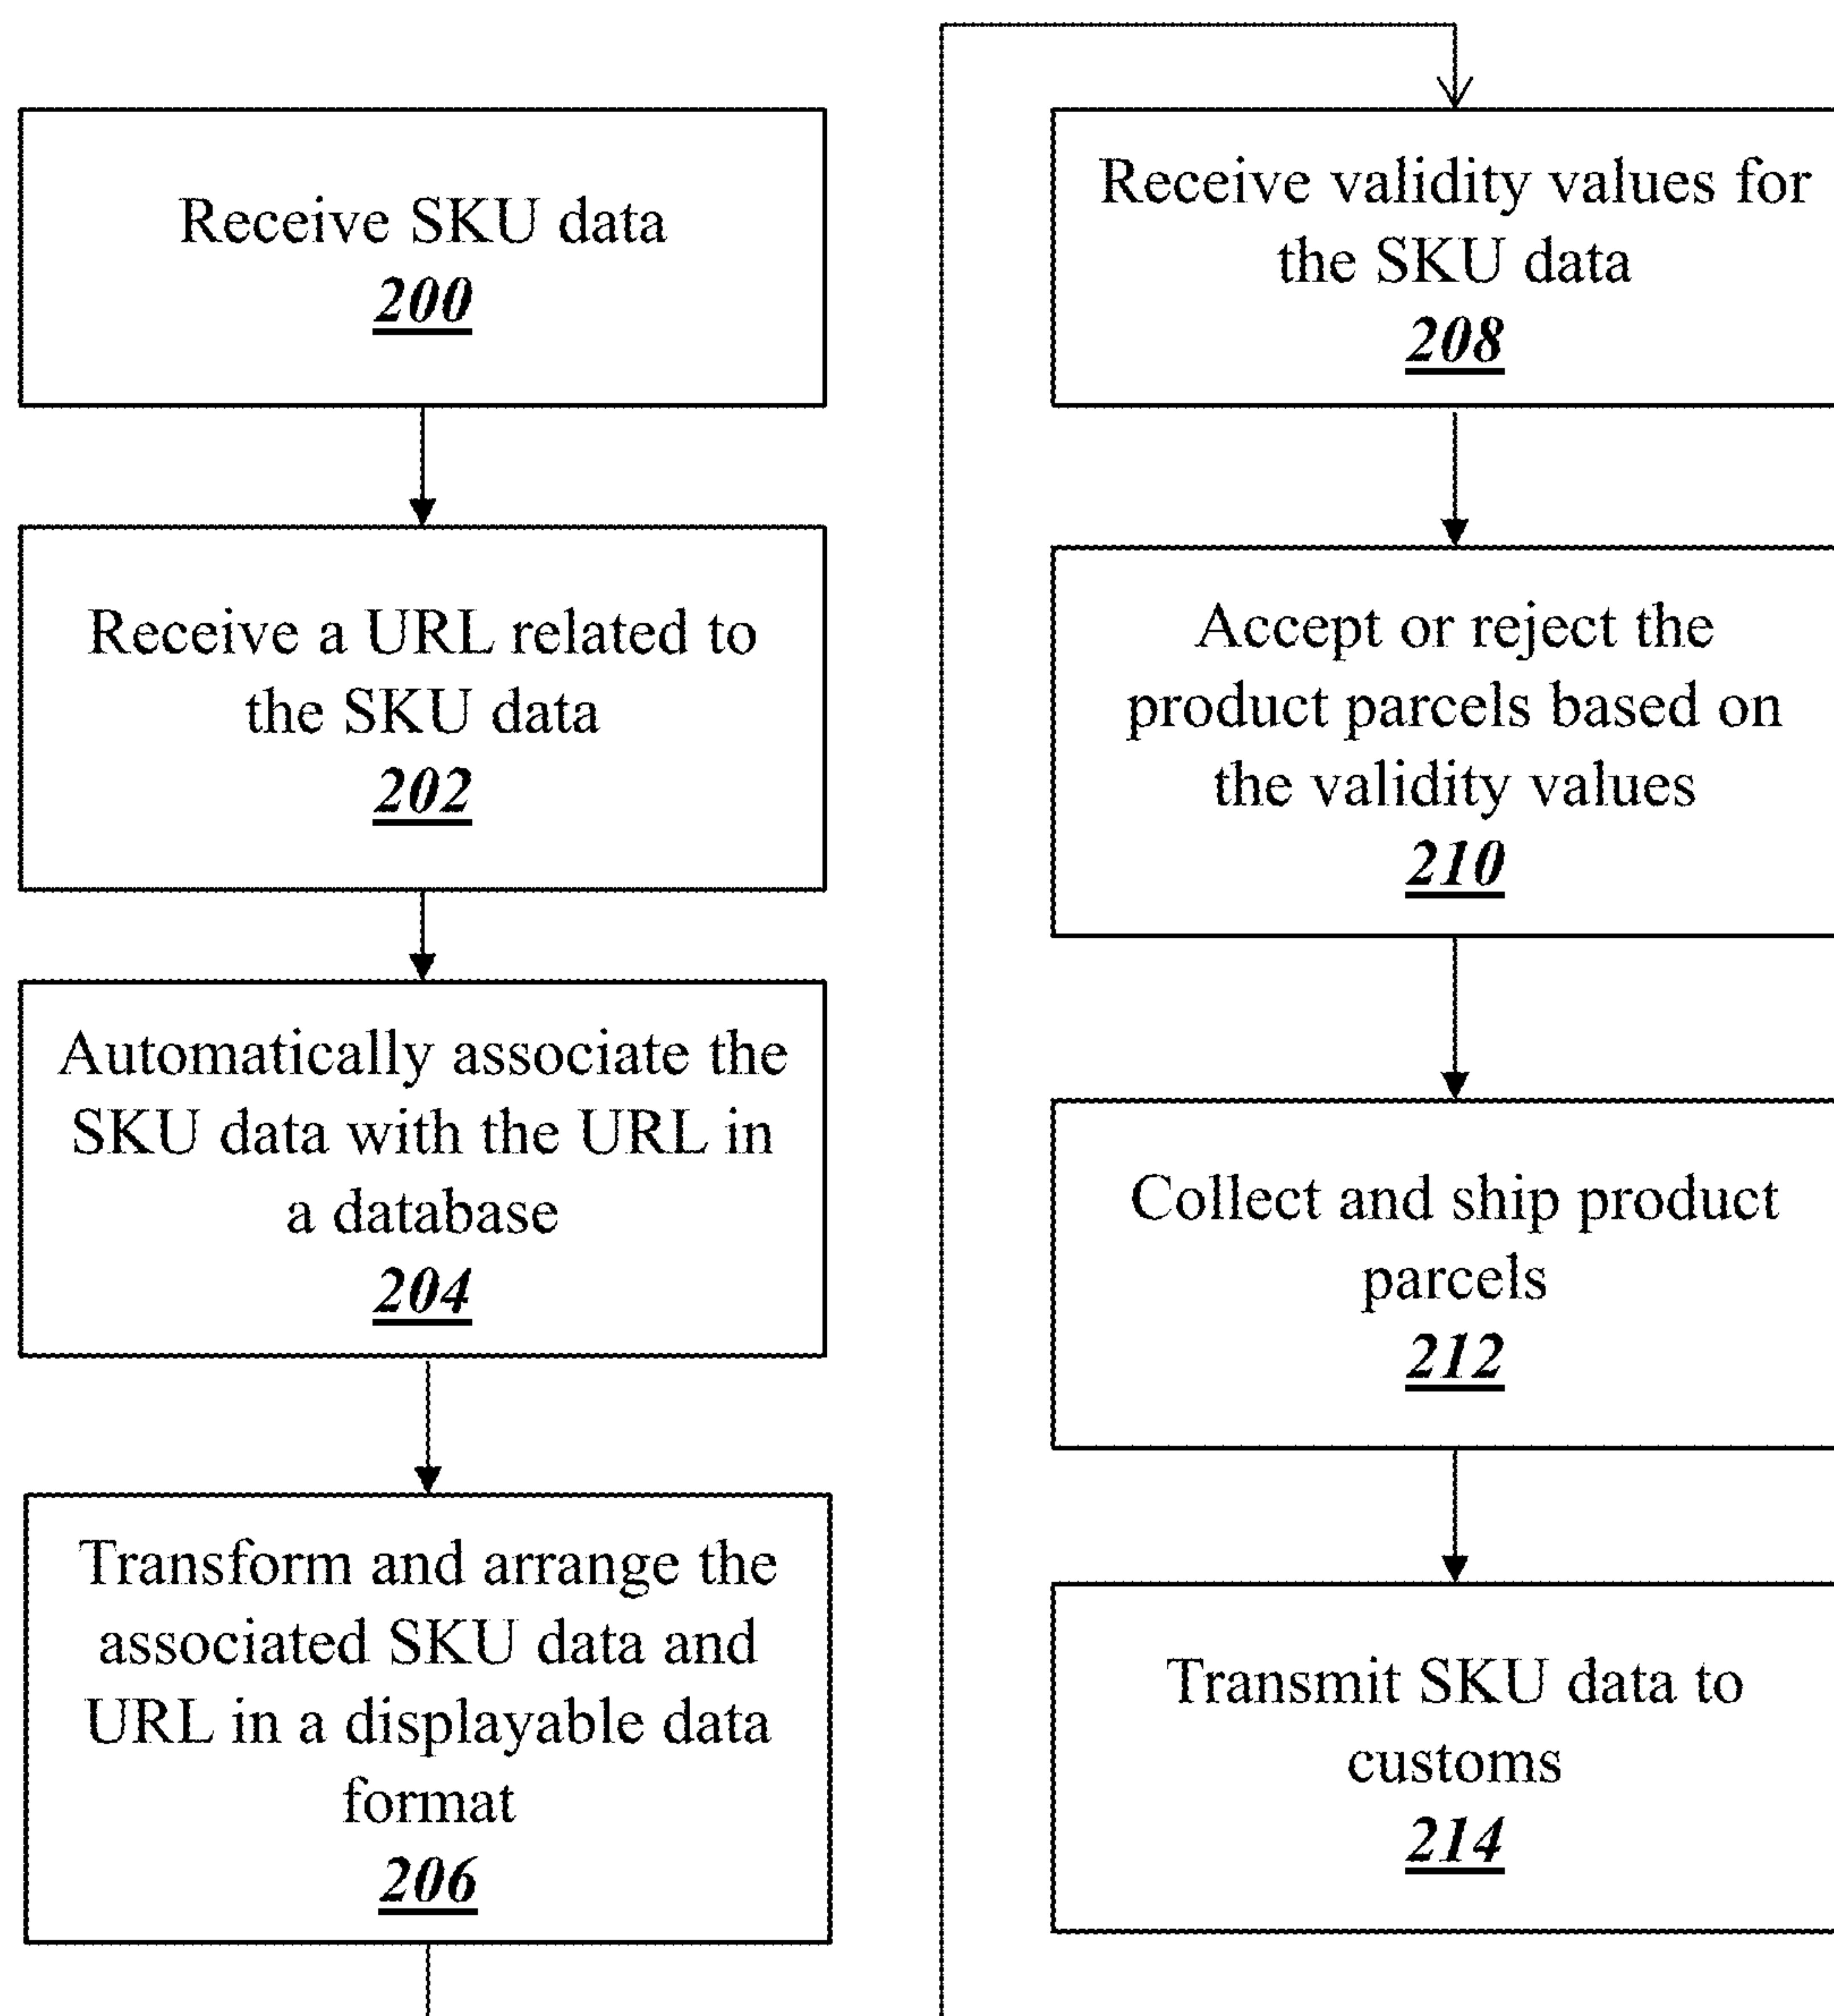 Receive SKU data
200
Receive a URL related to
the SKU data
202
Automatically associate the
SKU data with the URL in
a database
204
Transform and arrange the
associated SKU data and
URL in a displayable data
format
206
Receive validity values for
the SKU data
208
Accept or reject the
product parcels based on
the validity values
210
Collect and ship product
parcels
212
Transmit SKU data to
customs
214